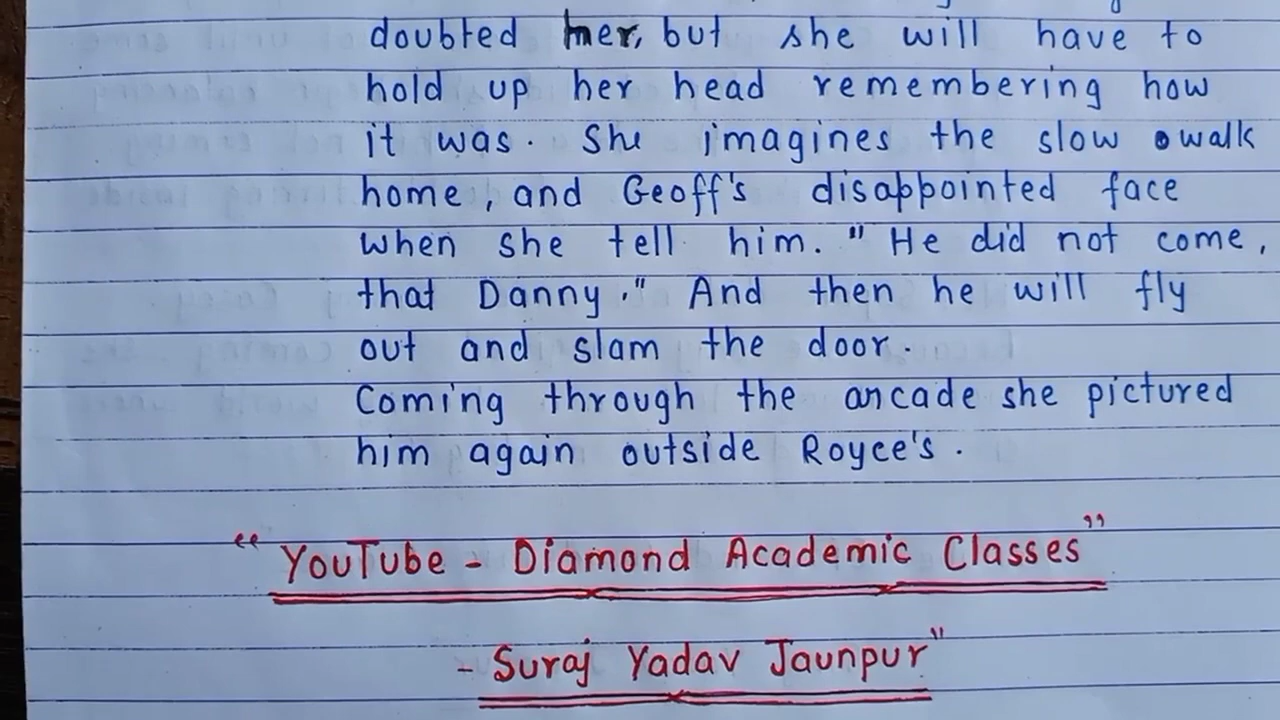 doubted her, but she will have to
hold up her head remembering how
it was. She imagines the slow walk
home, and Geoff's disappointed face
when she tell him. "He did not come,
that Danny." And then he will fly
out and slam the door.
Coming through the arcade she pictured
him again outside Royce's.
"YouTube - Diamond Academic Classes"
- Suraj Yadav Jaunpur"